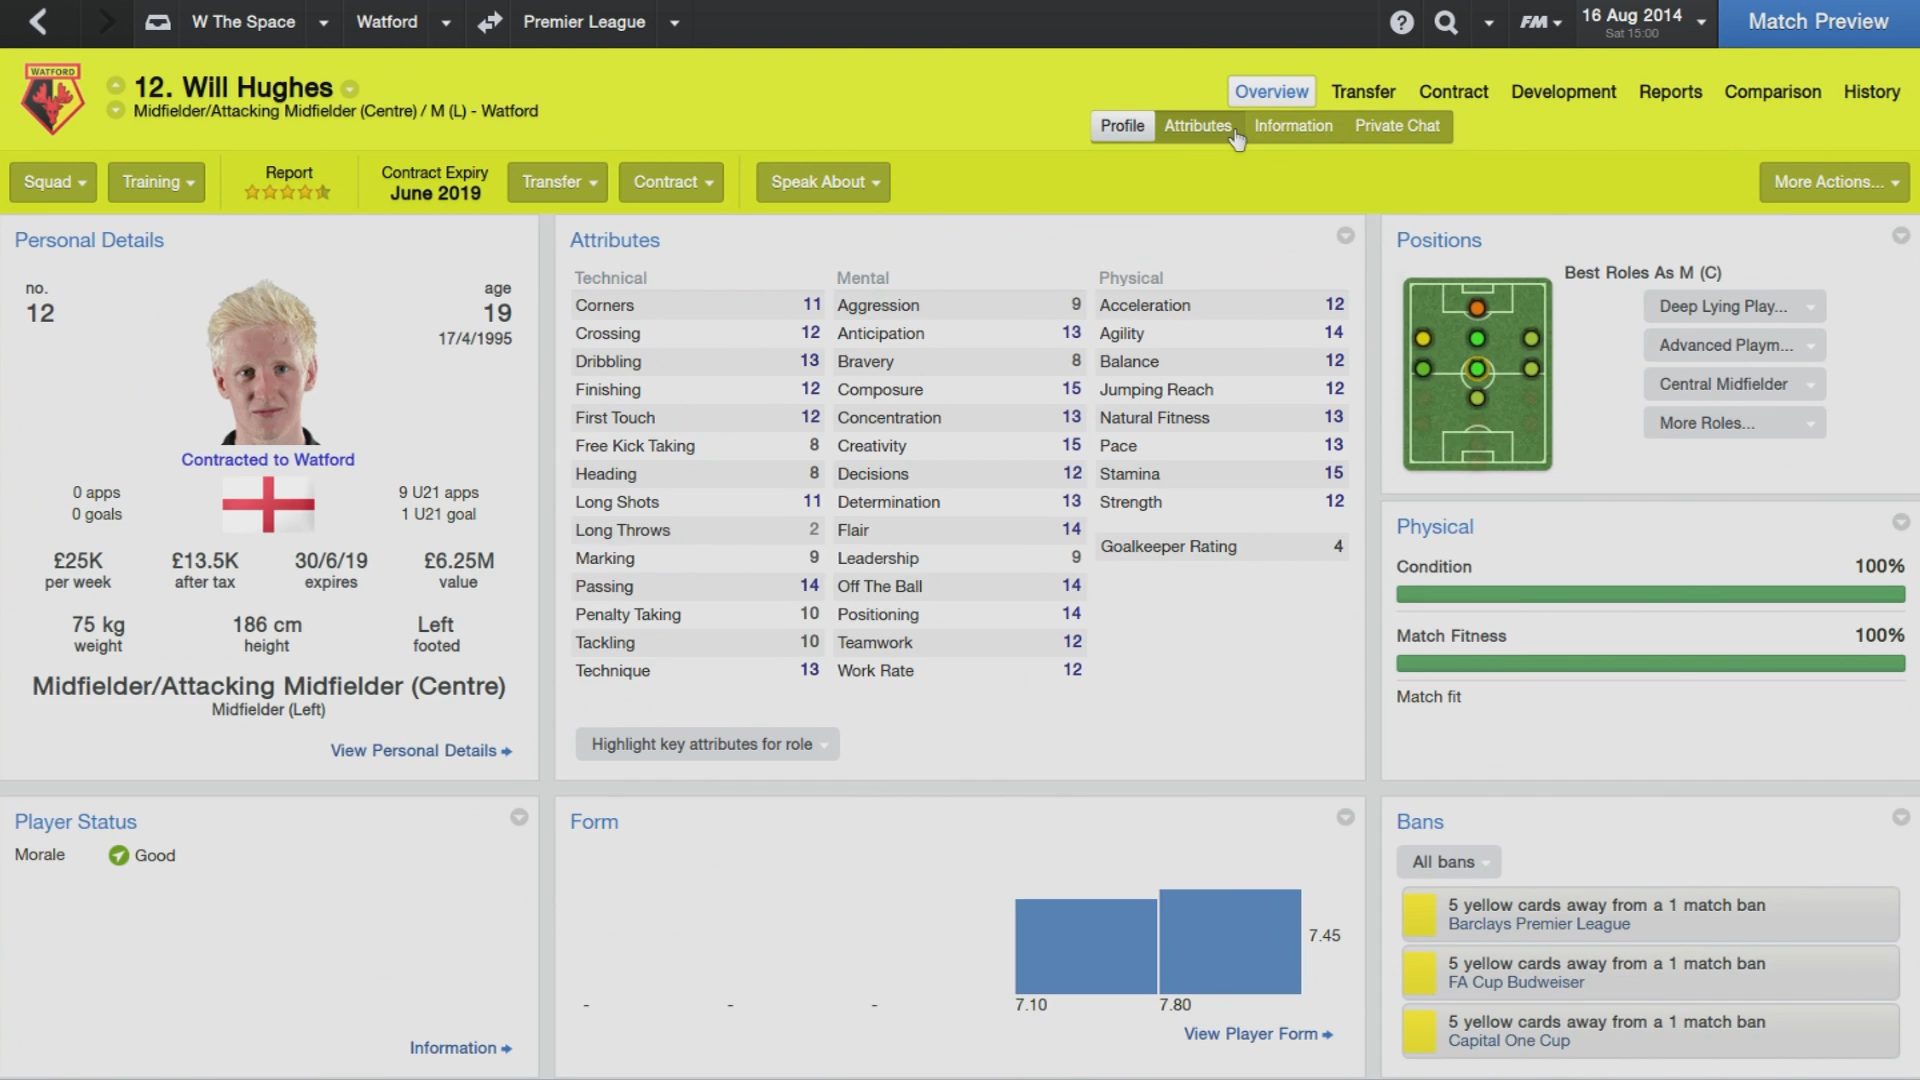 W The Space
Watford
Premier League
FM
16 Aug 2014
Sat 15:00
Match Preview
WATFORD
12. Will Hughes
Midfielder/Attacking Midfielder (Centre) / M (L) - Watford
Overview Transfer Contract Development Reports Comparison History
Profile Attributes Information Private Chat
Squad
Training
Report
Contract Expiry
June 2019
Transfer
Contract
Speak About
More Actions...
Personal Details
no.
12
age
19
17/4/1995
Contracted to Watford
0 apps
0 goals
9 U21 apps
1 U21 goal
£25K
per week
£13.5K
after tax
30/6/19
expires
£6.25M
value
75 kg
weight
186 cm
height
Left
footed
Midfielder/Attacking Midfielder (Centre)
Midfielder (Left)
View Personal Details
Attributes
Technical
Corners 11
Crossing 12
Dribbling 13
Finishing 12
First Touch 12
Free Kick Taking 8
Heading 8
Long Shots 11
Long Throws 2
Marking 9
Passing 14
Penalty Taking 10
Tackling 10
Technique 13
Mental
Aggression 9
Anticipation 13
Bravery 8
Composure 15
Concentration 13
Creativity 15
Decisions 12
Determination 13
Flair 14
Leadership 9
Off The Ball 14
Positioning 14
Teamwork 12
Work Rate 12
Physical
Acceleration 12
Agility 14
Balance 12
Jumping Reach 12
Natural Fitness 13
Pace 13
Stamina 15
Strength 12
Goalkeeper Rating 4
Highlight key attributes for role
Positions
Best Roles As M (C)
Deep Lying Play...
Advanced Playm...
Central Midfielder
More Roles...
Physical
Condition 100%
Match Fitness 100%
Match fit
Player Status
Morale Good
Information
Form
7.45
- - - 7.10 7.80
View Player Form
Bans
All bans
5 yellow cards away from a 1 match ban
Barclays Premier League
5 yellow cards away from a 1 match ban
FA Cup Budweiser
5 yellow cards away from a 1 match ban
Capital One Cup